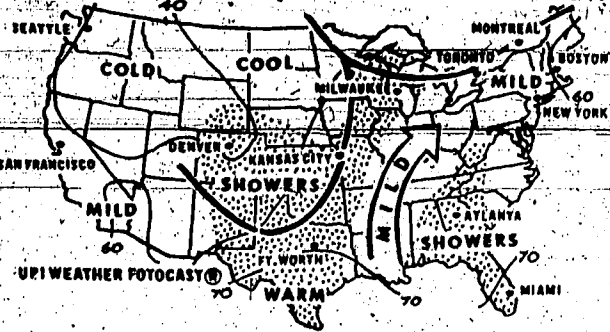 40
SEATTLE
MONTREAL
COLD
COOL
TORONTO
BOSTON
MILWAUKEE
MILD
60
NEW YORK
DENVER
KANSAS CITY
SAN FRANCISCO
SHOWERS
MILD
MILD
ATLANTA
SHOWERS
60
FT. WORTH
70
UPI WEATHER FOTOCAST ®
70
WARM
70
MIAMI